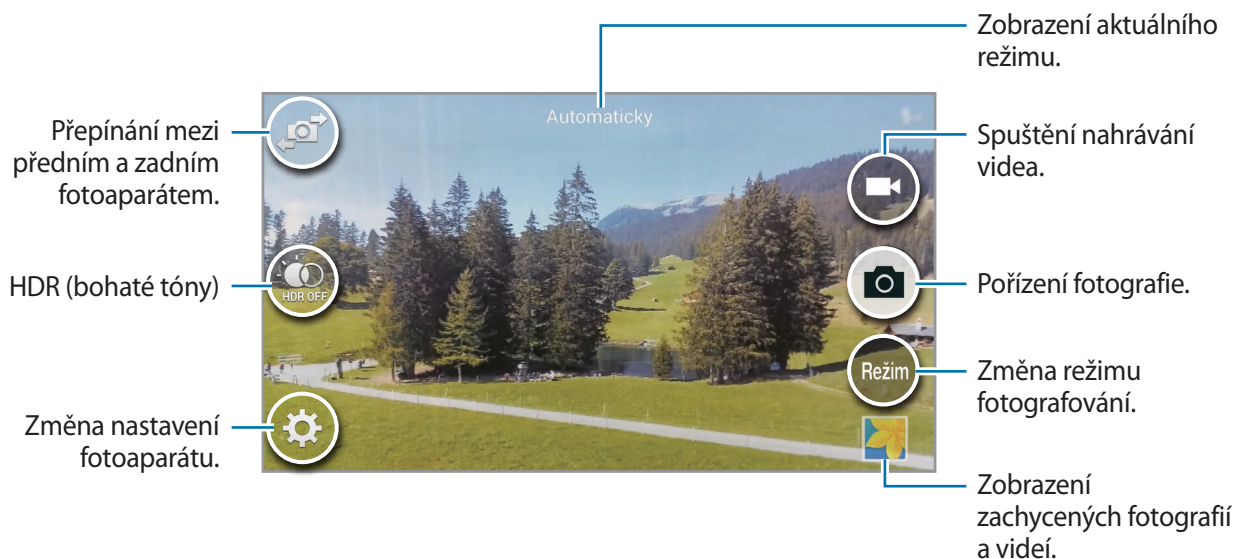 Zobrazení aktuálního
režimu.
Automaticky
Přepínání mezi
předním a zadním
fotoaparátem.
Spuštění nahrávání
videa.
HDR (bohaté tóny)
HDR OFF
Pořízení fotografie.
Režim
Změna režimu
fotografování.
Změna nastavení
fotoaparátu.
Zobrazení
zachycených fotografií
a videí.